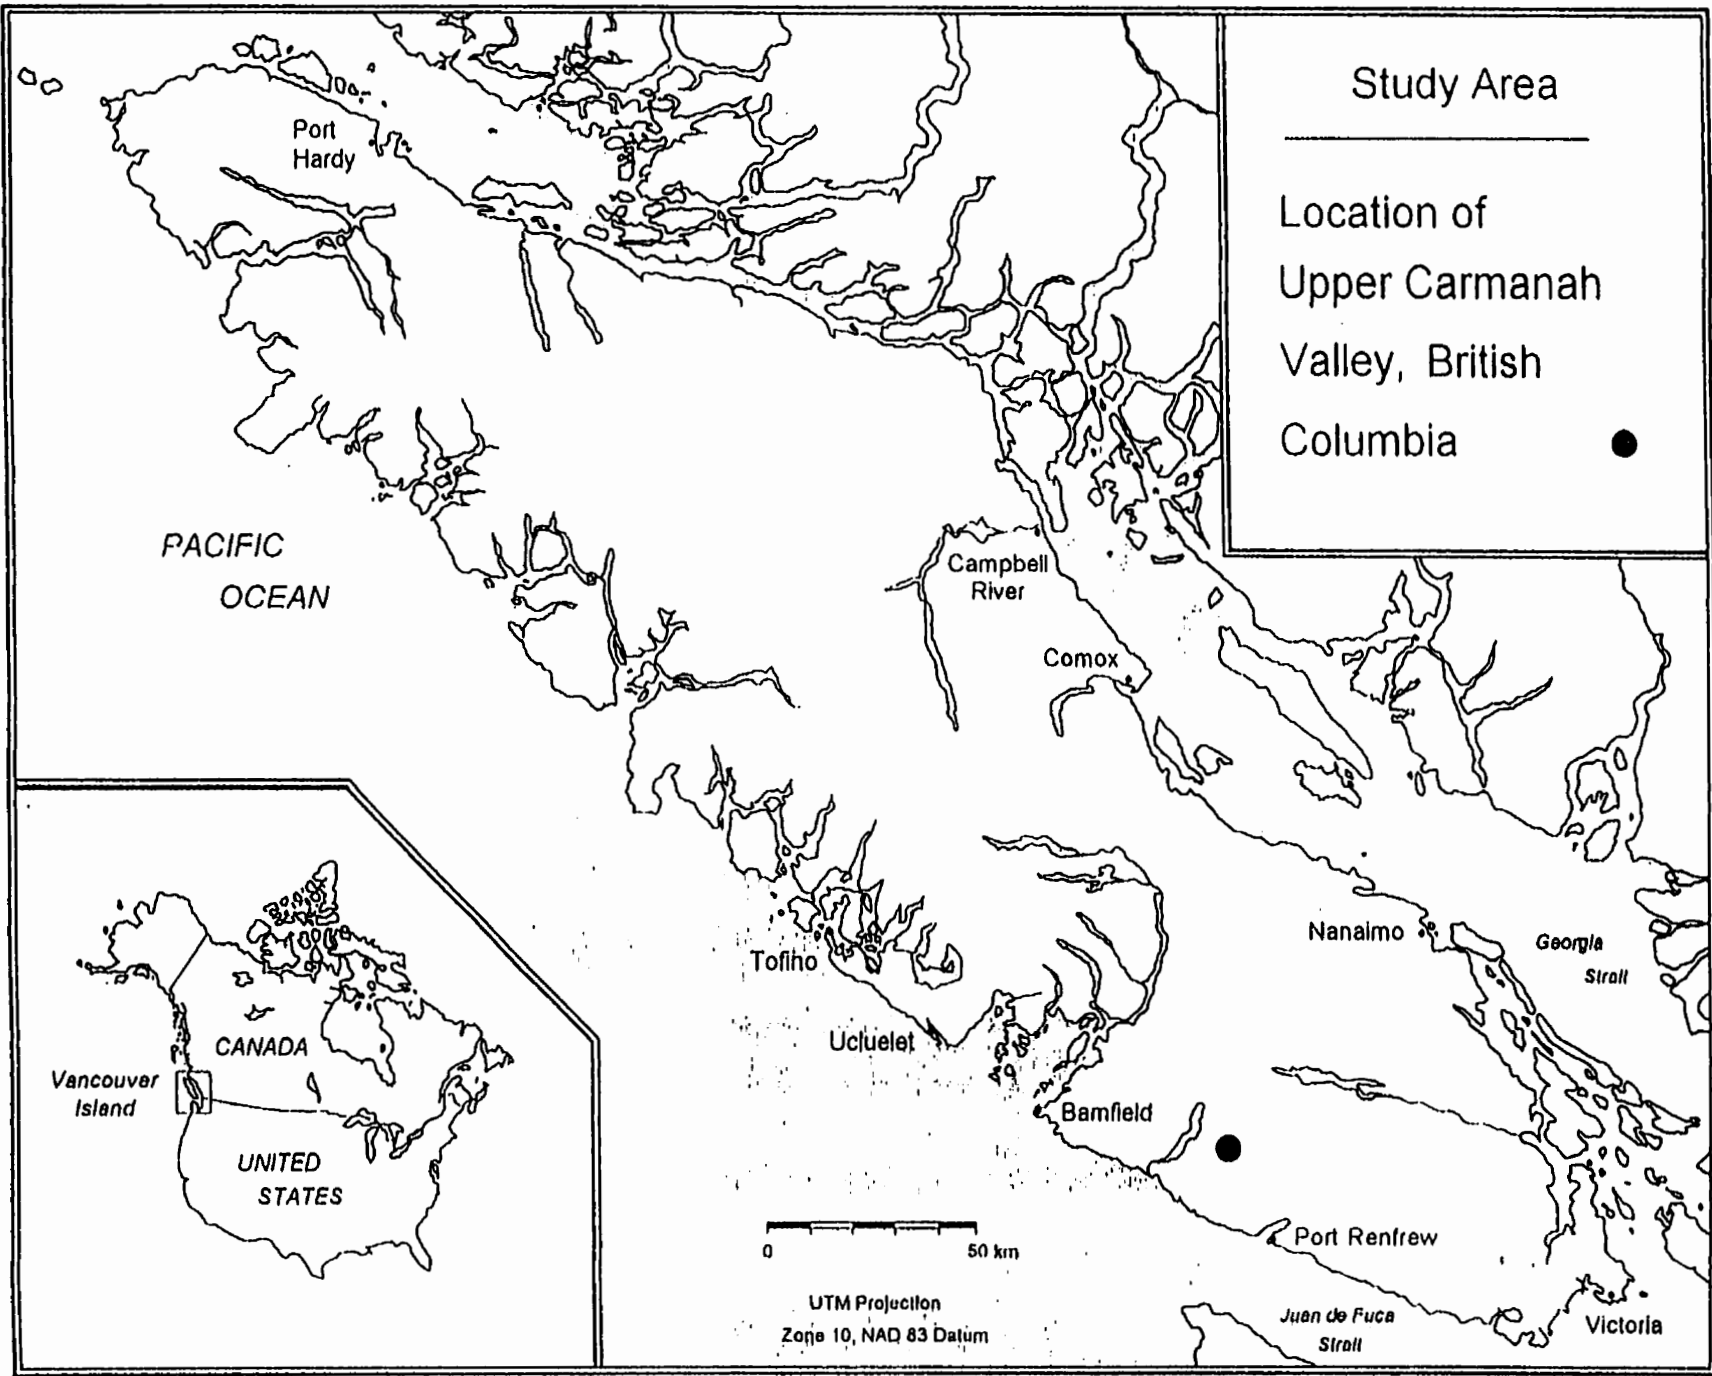 Study Area
Location of
Upper Carmanah
Valley, British
Columbia
Port
Hardy
PACIFIC
OCEAN
Campbell
River
Comox
Nanaimo
Georgia
Strait
Tofino
Ucluelet
Bamfield
Port Renfrew
Juan de Fuca
Strait
Victoria
CANADA
Vancouver
Island
UNITED
STATES
0 50 km
UTM Projection
Zone 10, NAD 83 Datum